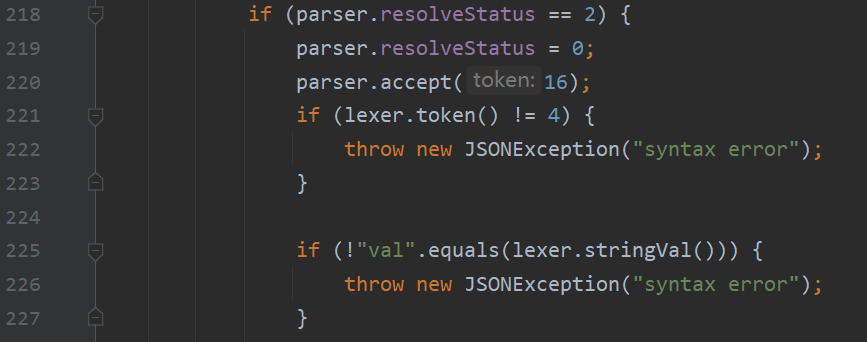 218 if (parser.resolveStatus == 2) {
219 parser.resolveStatus = 0;
220 parser.accept( token: 16);
221 if (lexer.token() != 4) {
222 throw new JSONException("syntax error");
223 }
224
225 if (!"val".equals(lexer.stringVal())) {
226 throw new JSONException("syntax error");
227 }